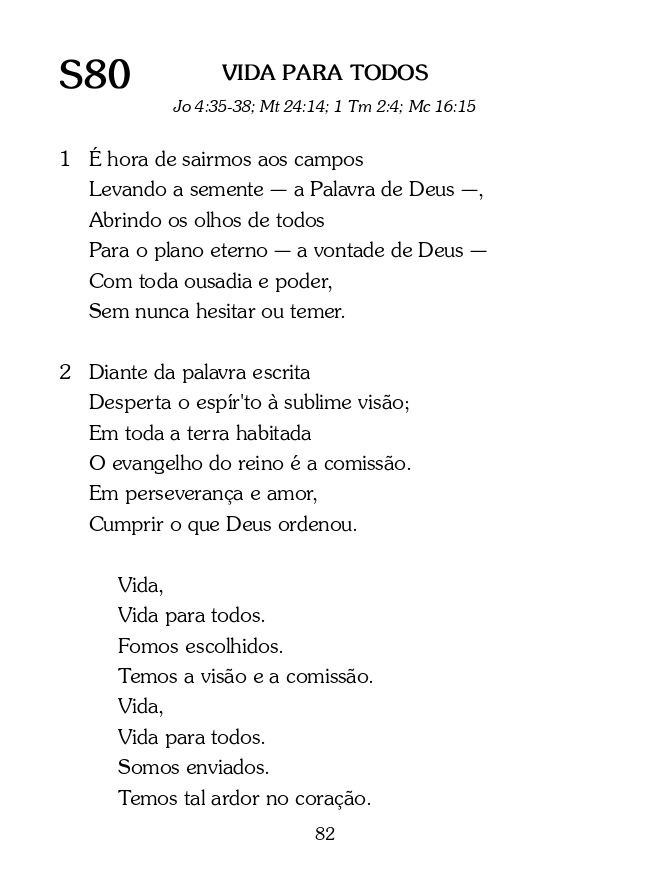 S80 VIDA PARA TODOS
Jo 4:35-38; Mt 24:14; 1 Tm 2:4; Mc 16:15
1 É hora de sairmos aos campos
Levando a semente — a Palavra de Deus —,
Abrindo os olhos de todos
Para o plano eterno — a vontade de Deus —
Com toda ousadia e poder,
Sem nunca hesitar ou temer.
2 Diante da palavra escrita
Desperta o espír'to à sublime visão;
Em toda a terra habitada
O evangelho do reino é a comissão.
Em perseverança e amor,
Cumprir o que Deus ordenou.
Vida,
Vida para todos.
Fomos escolhidos.
Temos a visão e a comissão.
Vida,
Vida para todos.
Somos enviados.
Temos tal ardor no coração.
82